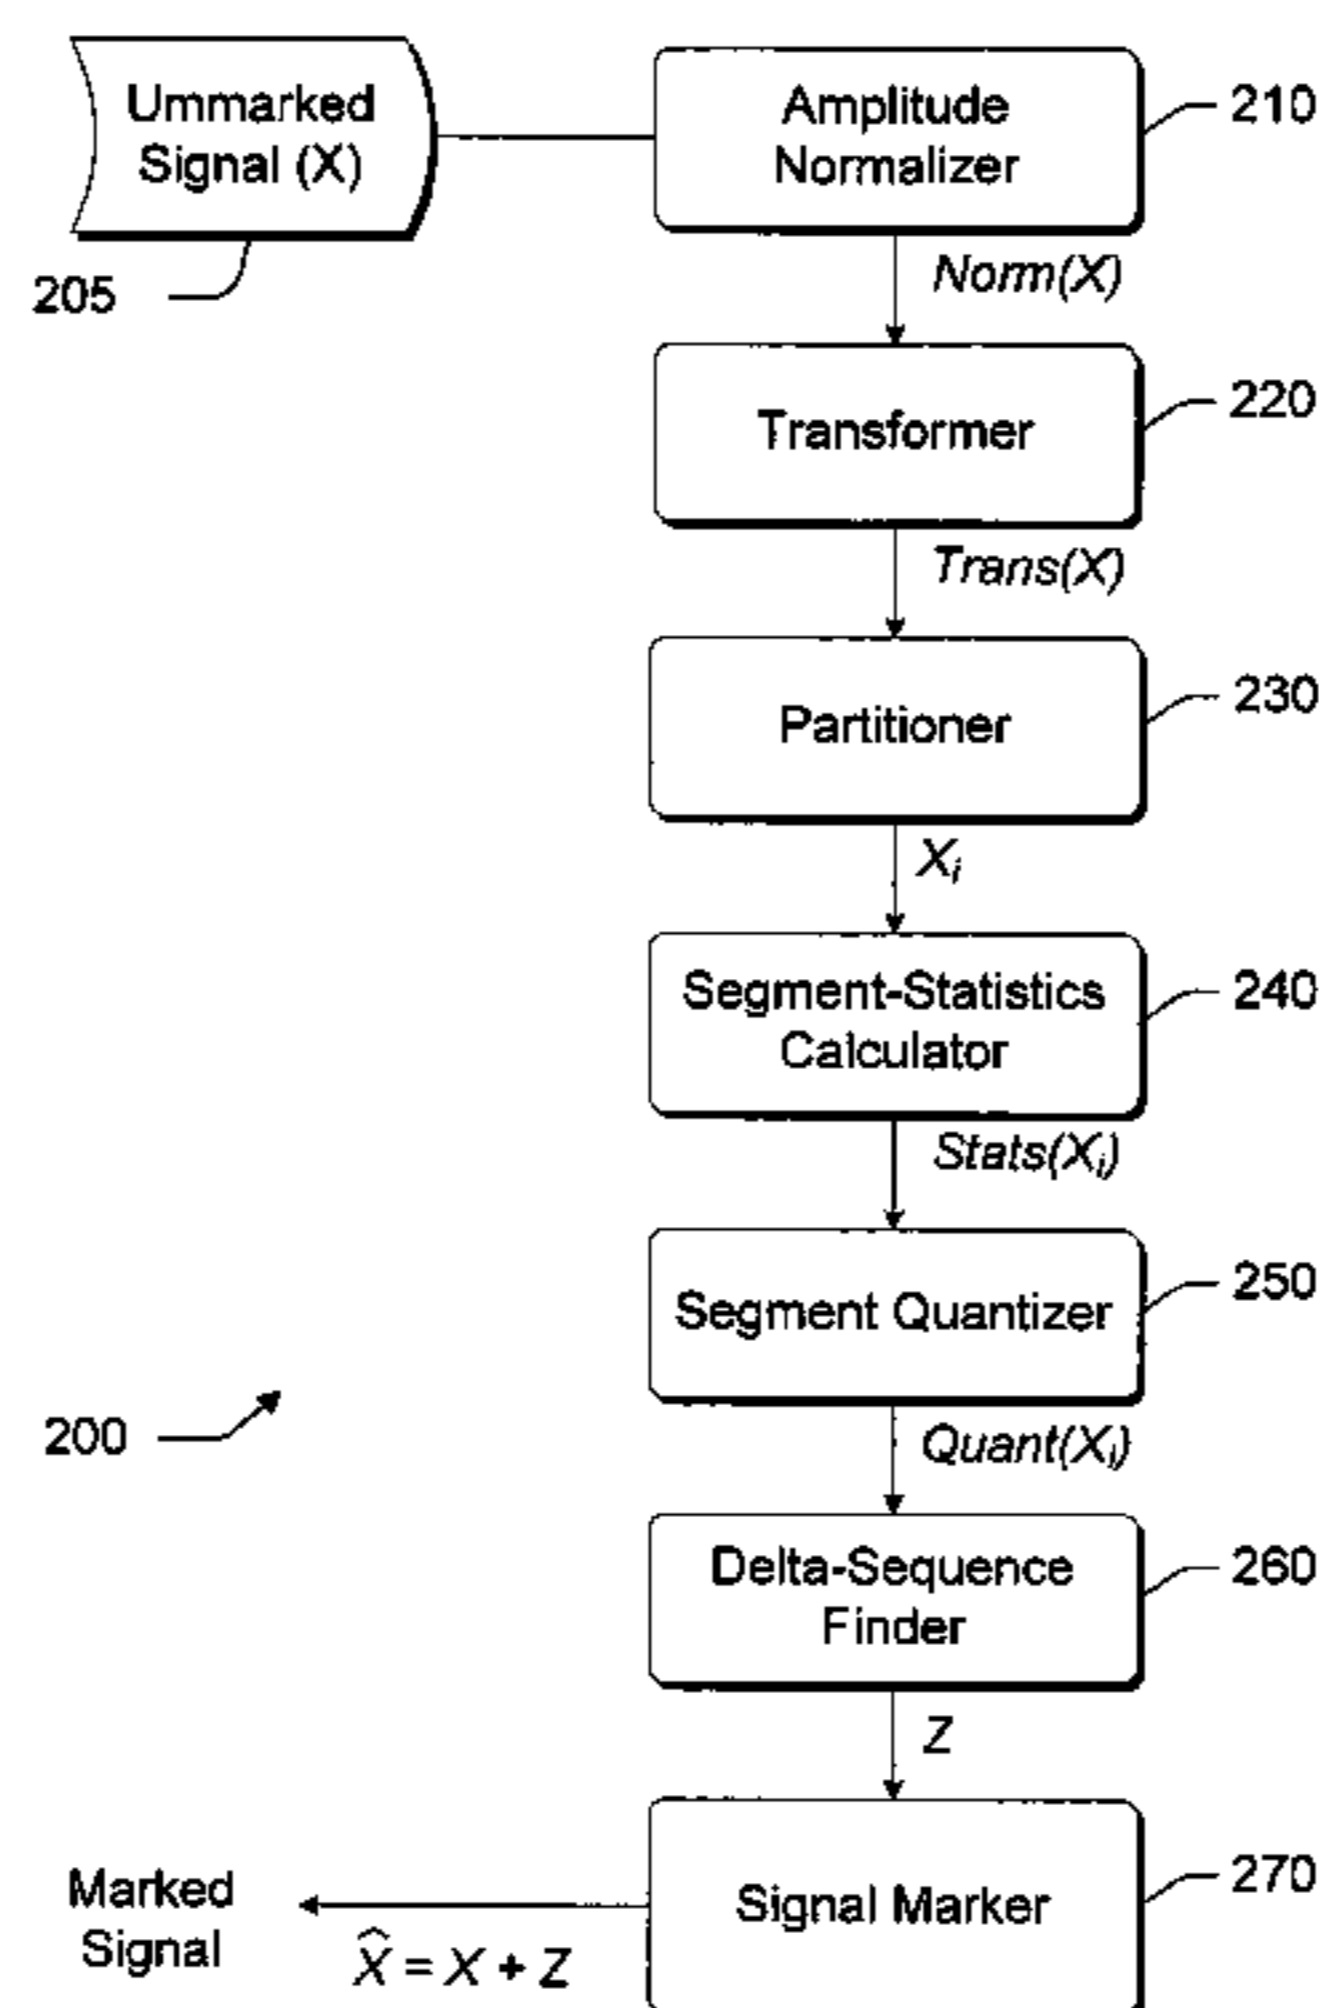 Ummarked
Signal (X)
205
Amplitude
Normalizer
210
Norm(X)
Transformer
220
Trans(X)
Partitioner
230
Xi
Segment-Statistics
Calculator
240
Stats(Xi)
Segment Quantizer
250
200
Quant(Xi)
Delta-Sequence
Finder
260
Z
Signal Marker
270
Marked
Signal
X̂ = X + Z